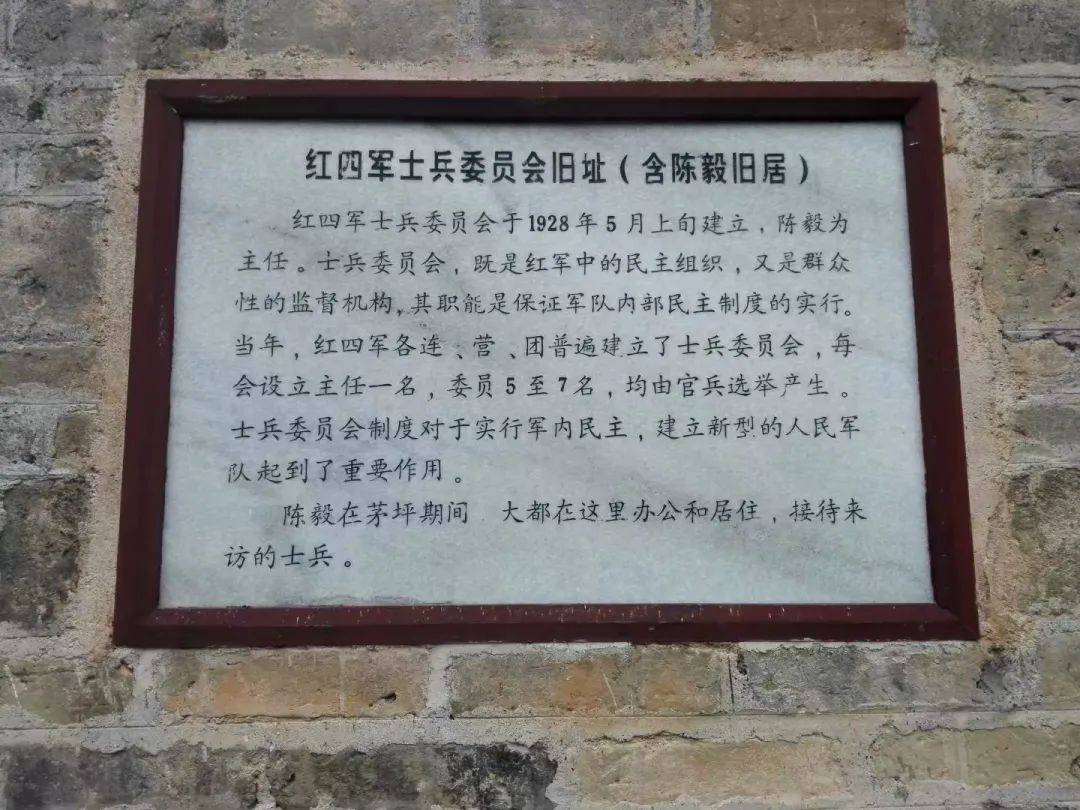 红四军士兵委员会旧址（含陈毅旧居）
红四军士兵委员会于1928年5月上旬建立，陈毅为
主任。士兵委员会，既是红军中的民主组织，又是群众
性的监督机构，其职能是保证军队内部民主制度的实行。
当年，红四军各连、营、团普遍建立了士兵委员会，每
会设立主任一名，委员5至7名，均由官兵选举产生。
士兵委员会制度对于实行军内民主，建立新型的人民军
队起到了重要作用。
陈毅在茅坪期间 大都在这里办公和居住，接待来
访的士兵。